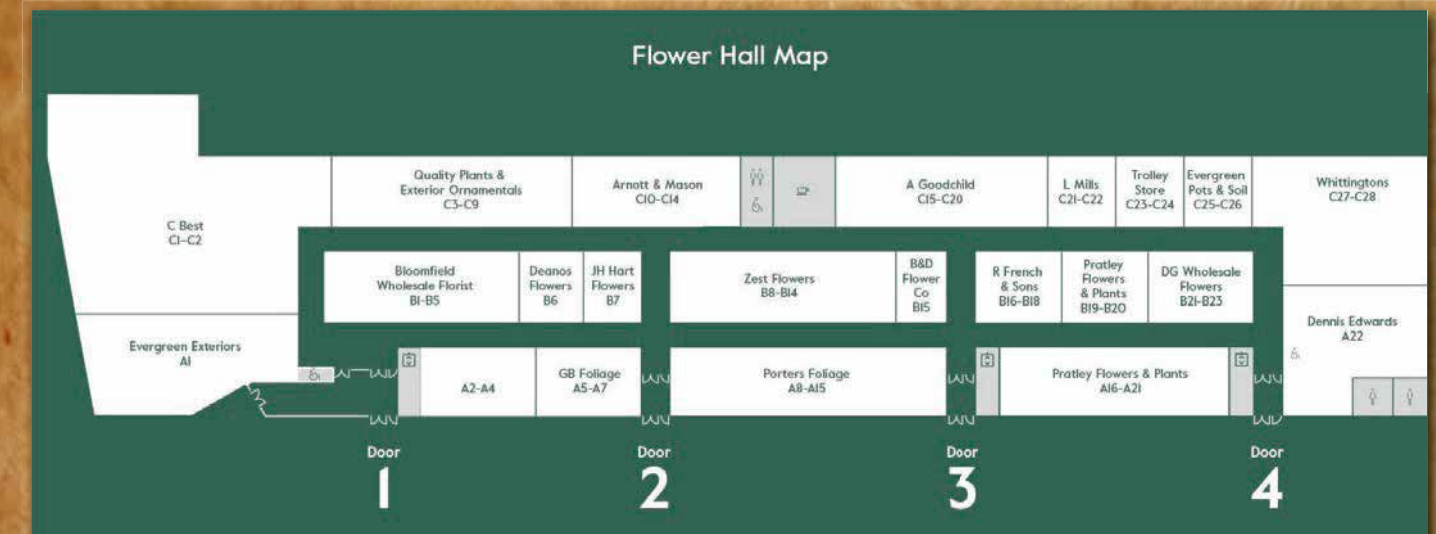 Flower Hall Map
C Best
C1-C2
Quality Plants &
Exterior Ornamentals
C3-C9
Arnott & Mason
C10-C14
A Goodchild
C15-C20
L Mills
C21-C22
Trolley
Store
C23-C24
Evergreen
Pots & Soil
C25-C26
Whittingtons
C27-C28
Bloomfield
Wholesale Florist
B1-B5
Deanos
Flowers
B6
JH Hart
Flowers
B7
Zest Flowers
B8-B14
B&D
Flower
Co
B15
R French
& Sons
B16-B18
Pratley
Flowers
& Plants
B19-B20
DG Wholesale
Flowers
B21-B23
Dennis Edwards
A22
Evergreen Exteriors
A1
A2-A4
GB Foliage
A5-A7
Porters Foliage
A8-A15
Pratley Flowers & Plants
A16-A21
Door
1
Door
2
Door
3
Door
4